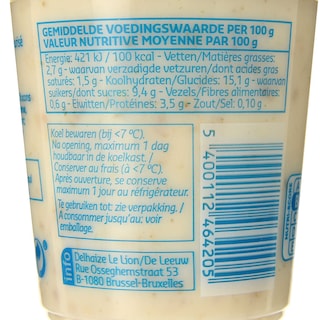 GEMIDDELDE VOEDINGSWAARDE PER 100 g
VALEUR NUTRITIVE MOYENNE PAR 100 g
Energie: 421 kJ / 100 kcal - Vetten/Matières grasses:
2,7 g - waarvan verzadigde vetzuren/dont acides gras
saturés: 1,5 g - Koolhydraten/Glucides: 15,1 g - waarvan
suikers/dont sucres: 9,4 g - Vezels/Fibres alimentaires:
0,6 g - Eiwitten/Protéines: 3,5 g - Zout/Sel: 0,10 g
Koel bewaren (bij <7 °C).
Na opening, maximum 1 dag
houdbaar in de koelkast. /
Conserver au frais (à <7 °C).
Après ouverture, se conserve
maximum 1 jour au réfrigérateur.
Te gebruiken tot: zie verpakking. /
A consommer jusqu'au: voir
emballage.
info
Delhaize Le Lion/De Leeuw
Rue Osseghemstraat 53
B-1080 Brussel-Bruxelles
5 400112 464205